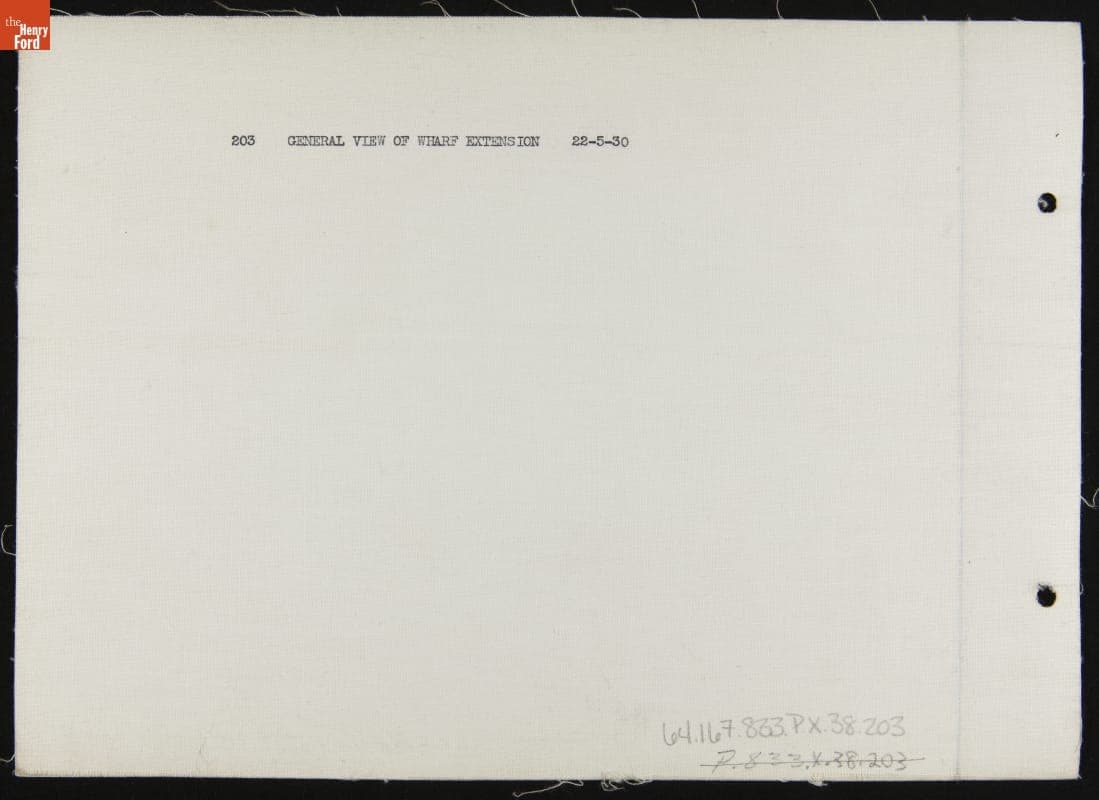 the
Henry
Ford
203 GENERAL VIEW OF WHARF EXTENSION 22-5-30
64.167.833.P.X.38.203
P.833.X.38.203